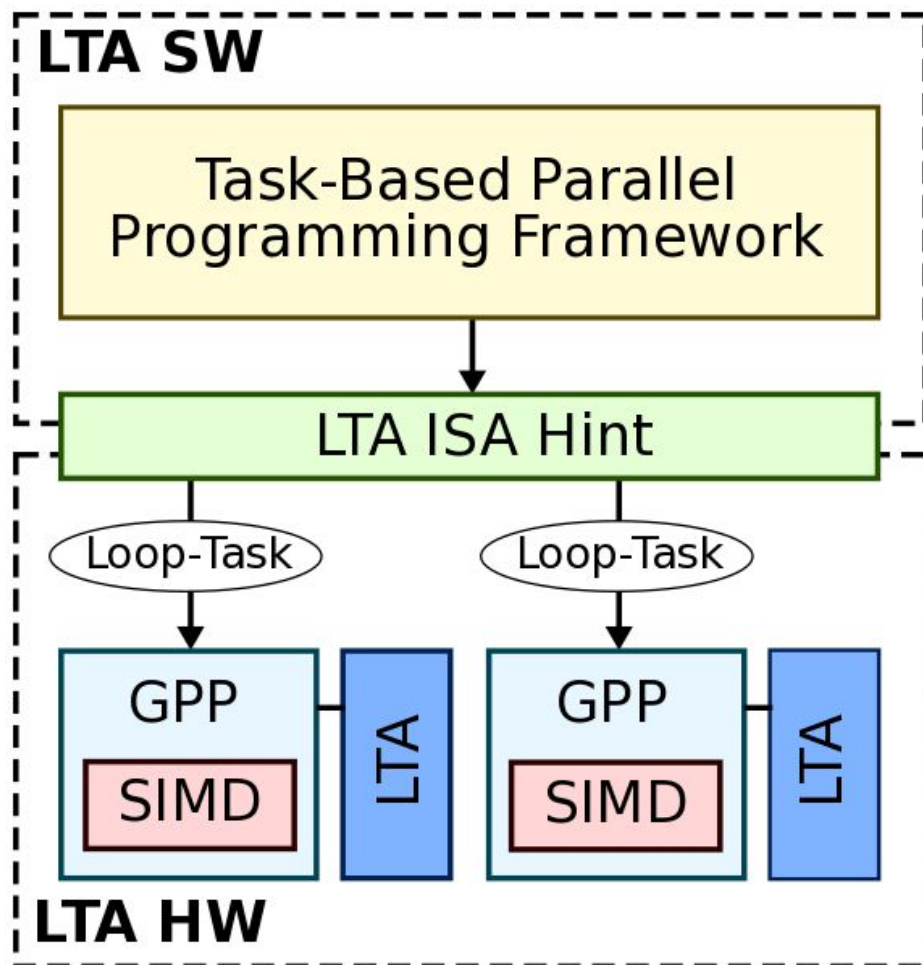 LTA SW
Task-Based Parallel
Programming Framework
LTA ISA Hint
Loop-Task
Loop-Task
GPP
SIMD
LTA
GPP
SIMD
LTA
LTA HW